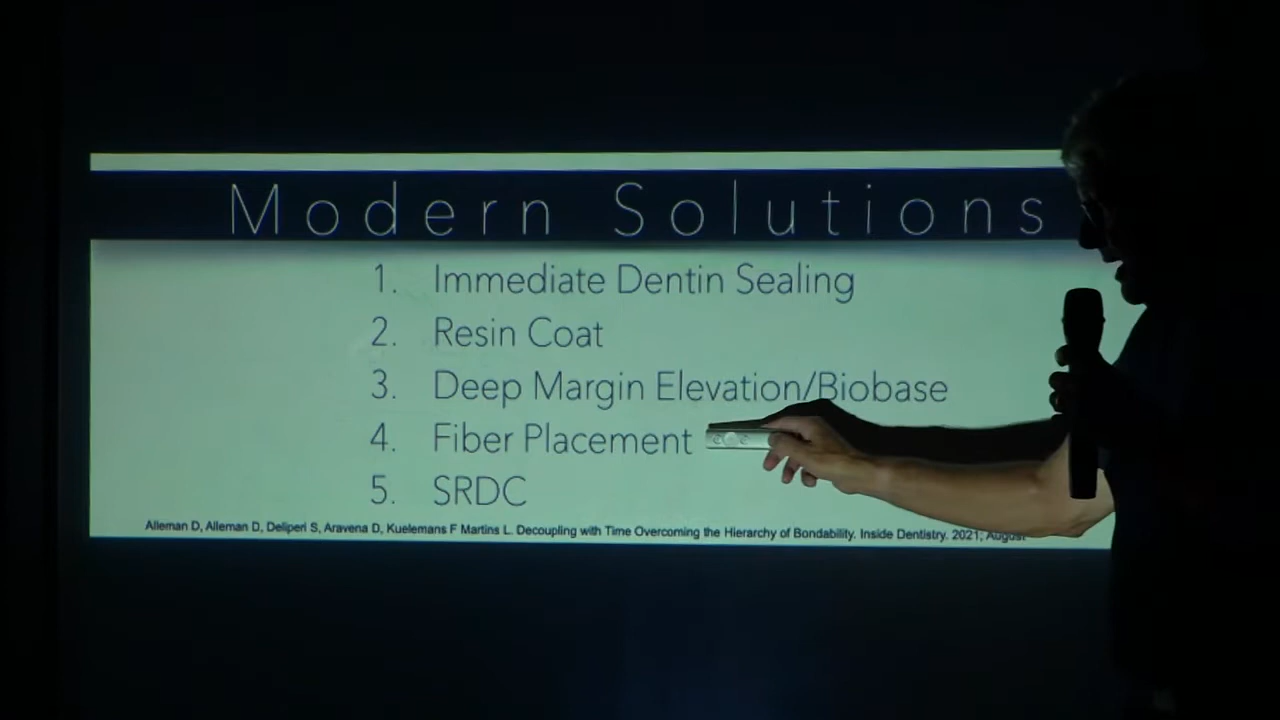 Modern Solutions
1. Immediate Dentin Sealing
2. Resin Coat
3. Deep Margin Elevation/Biobase
4. Fiber Placement
5. SRDC
Alleman D, Alleman D, Deliperi S, Aravena D, Kuelemans F Martins L. Decoupling with Time Overcoming the Hierarchy of Bondability. Inside Dentistry. 2021; August